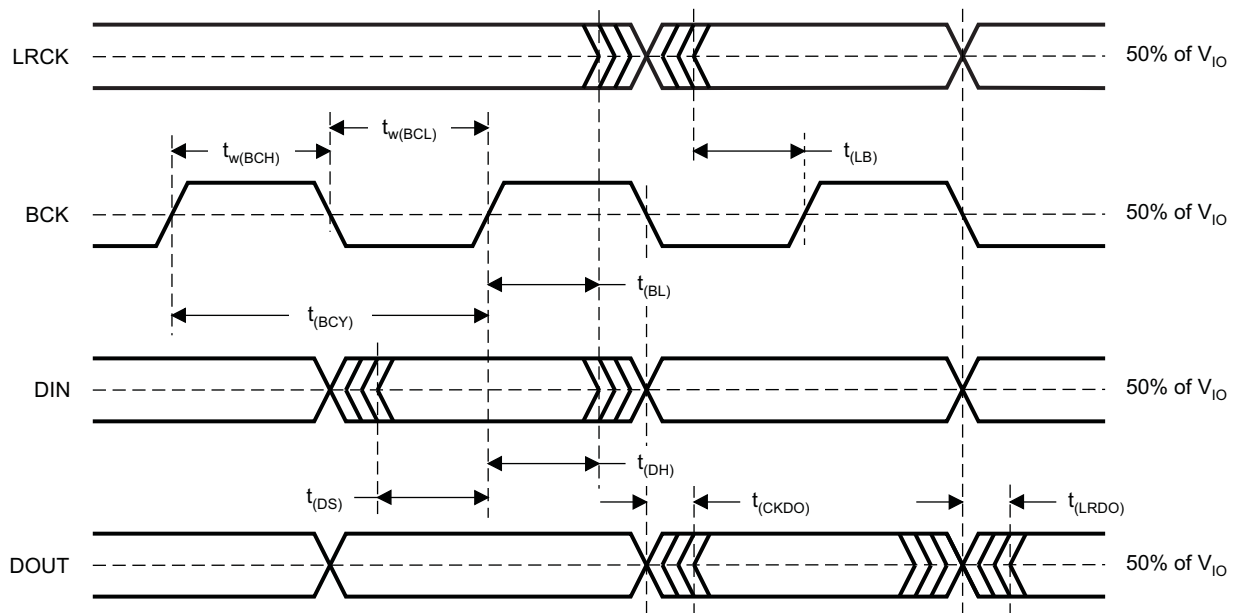 LRCK
50% of V_IO
t_w(BCL)
t_w(BCH)
t_(LB)
BCK
50% of V_IO
t_(BL)
t_(BCY)
DIN
50% of V_IO
t_(DH)
t_(DS)
t_(CKDO)
t_(LRDO)
DOUT
50% of V_IO